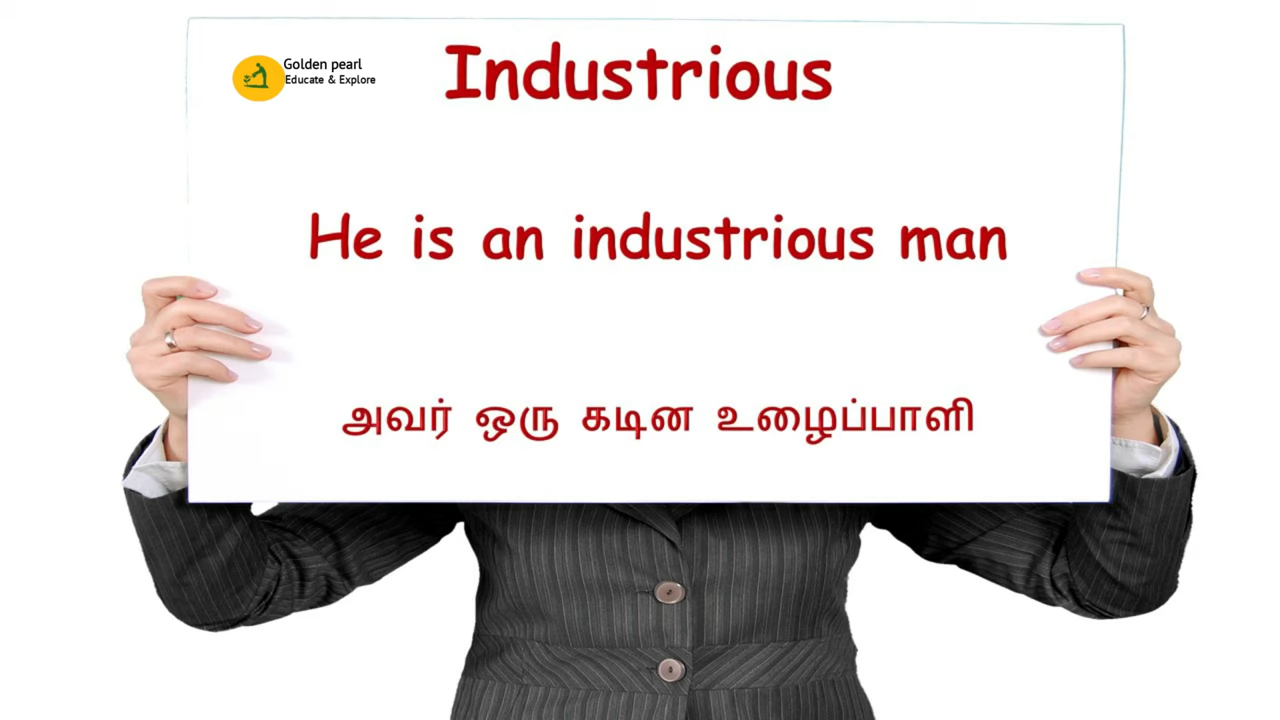 Golden pearl
Educate & Explore
Industrious
He is an industrious man
அவர் ஒரு கடின உழைப்பாளி